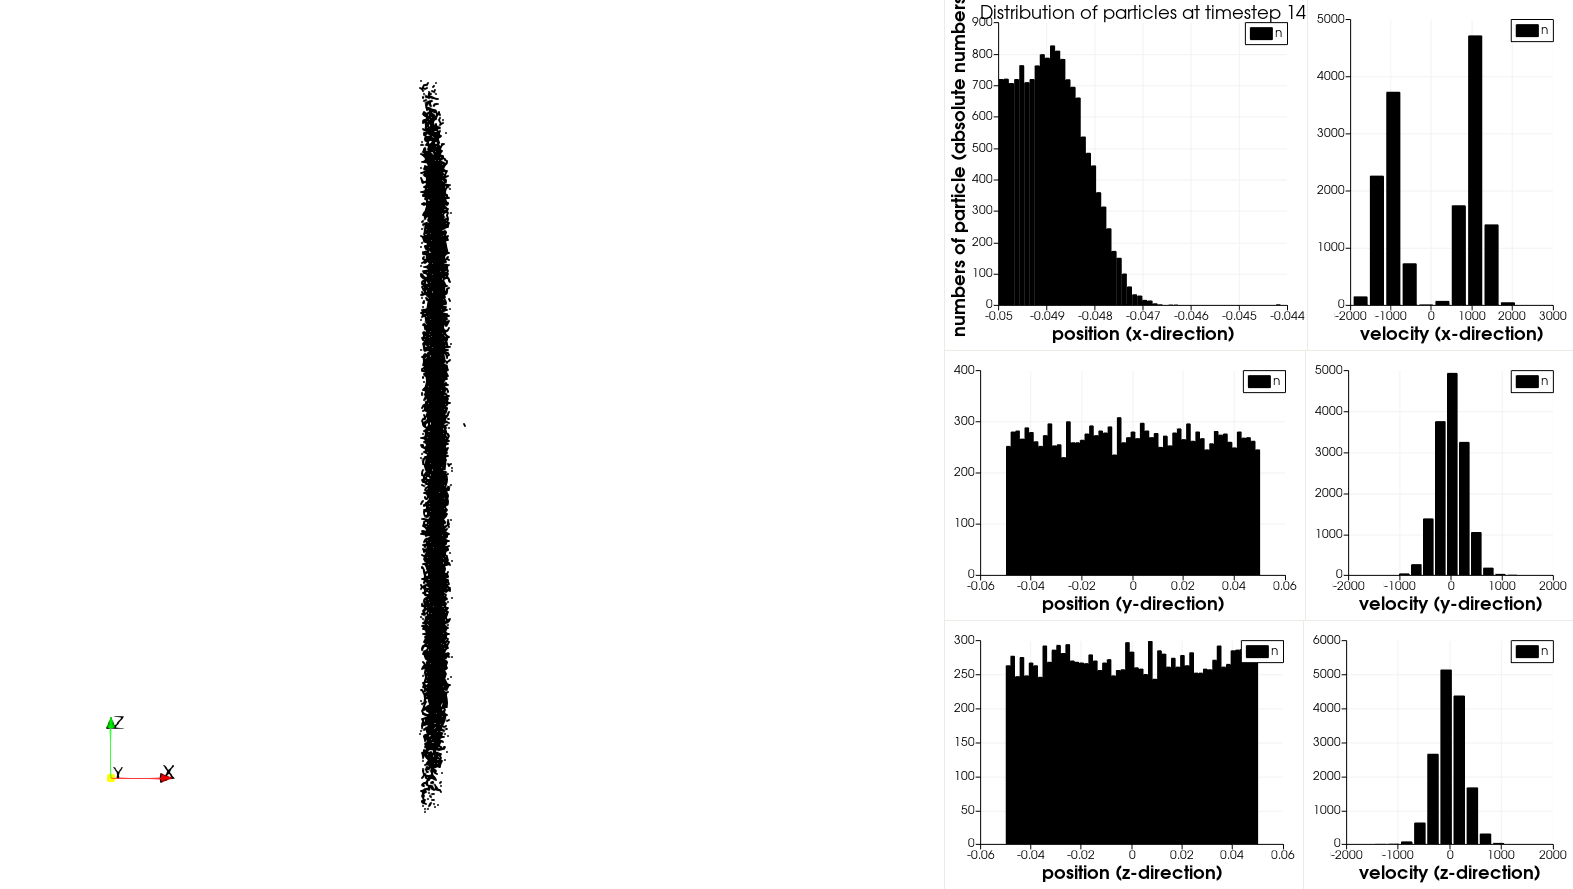 Distribution of particles at timestep 14
numbers of particle (absolute numbers
900
800
700
600
500
400
300
200
100
0
-0.05 -0.049 -0.048 -0.047 -0.046 -0.045 -0.044
position (x-direction)
n
5000
4000
3000
2000
1000
0
-2000 -1000 0 1000 2000 3000
velocity (x-direction)
n
400
300
200
100
0
-0.06 -0.04 -0.02 0 0.02 0.04 0.06
position (y-direction)
n
5000
4000
3000
2000
1000
0
-2000 -1000 0 1000 2000
velocity (y-direction)
n
300
250
200
150
100
50
0
-0.06 -0.04 -0.02 0 0.02 0.04 0.06
position (z-direction)
n
6000
5000
4000
3000
2000
1000
0
-2000 -1000 0 1000 2000
velocity (z-direction)
n
Z
Y X